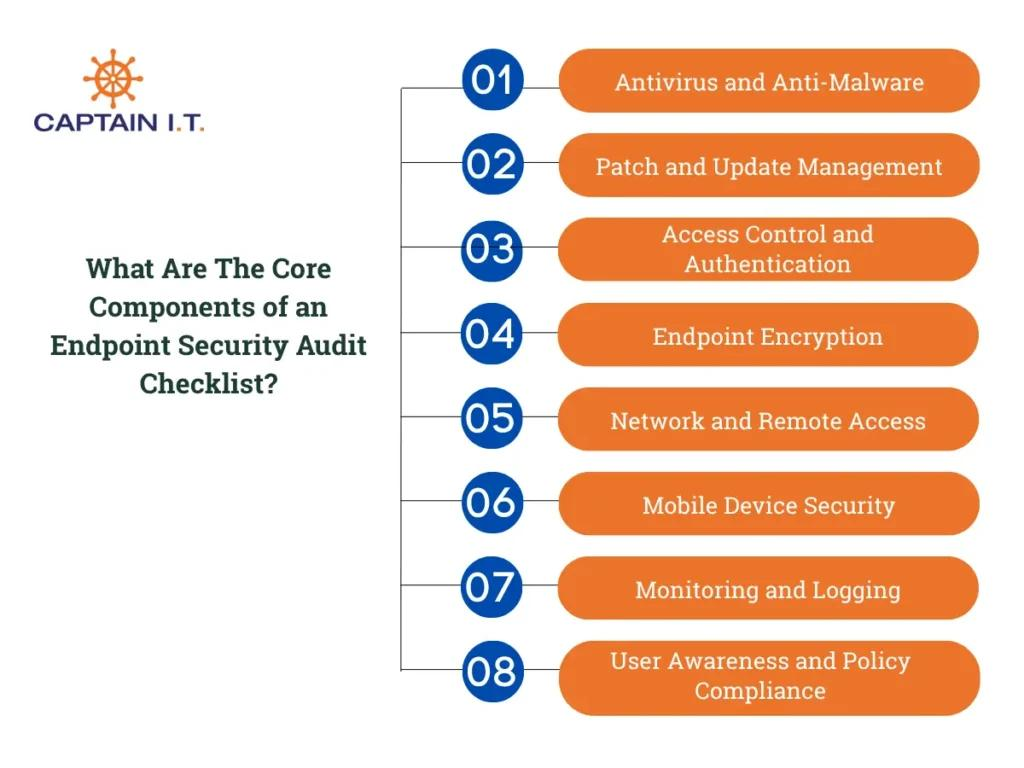 CAPTAIN I.T.
What Are The Core
Components of an
Endpoint Security Audit
Checklist?
01
Antivirus and Anti-Malware
02
Patch and Update Management
03
Access Control and
Authentication
04
Endpoint Encryption
05
Network and Remote Access
06
Mobile Device Security
07
Monitoring and Logging
08
User Awareness and Policy
Compliance